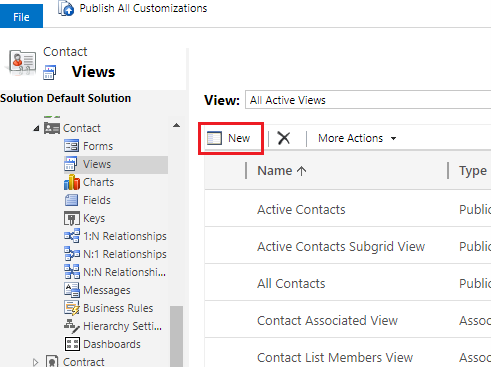 File
Publish All Customizations
Contact
Views
Solution Default Solution
Contact
Forms
Views
Charts
Fields
Keys
1:N Relationships
N:1 Relationships
N:N Relationshi...
Messages
Business Rules
Hierarchy Setti...
Dashboards
Contract
View: All Active Views
New
More Actions
Name Type
Active Contacts Public
Active Contacts Subgrid View Public
All Contacts Public
Contact Associated View Assoc
Contact List Members View Assoc